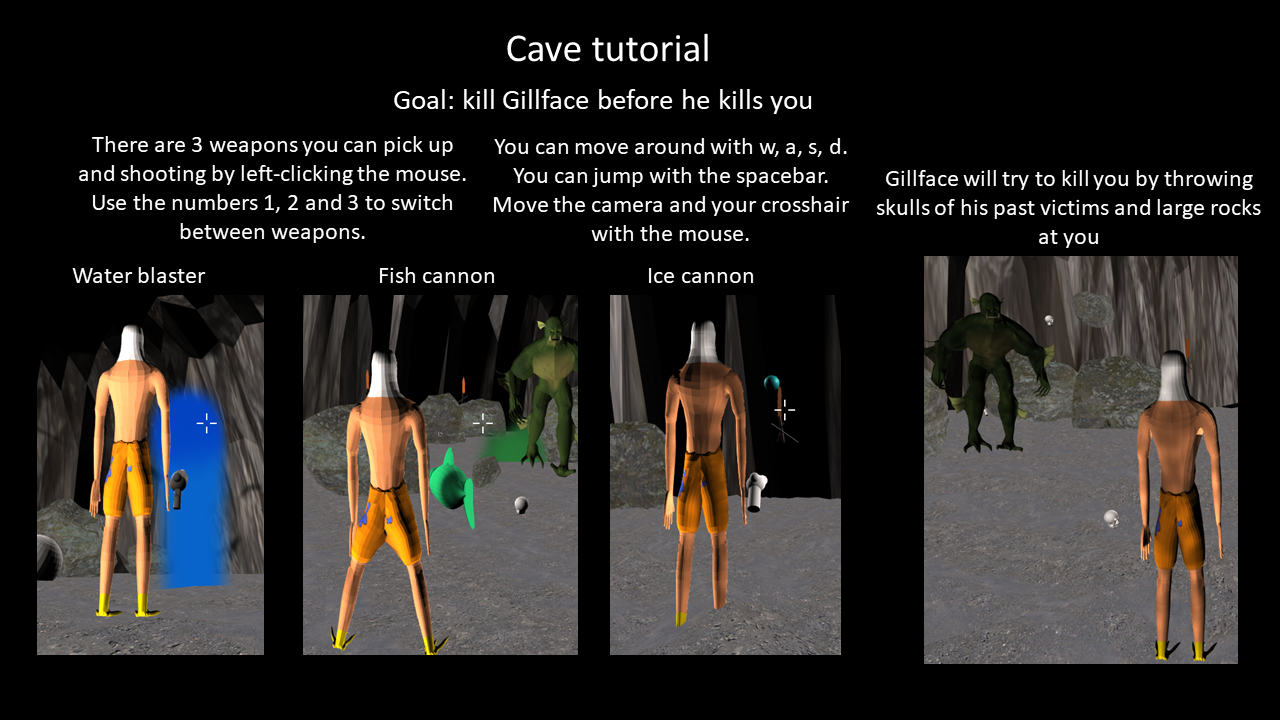 Cave tutorial
Goal: kill Gillface before he kills you
There are 3 weapons you can pick up
and shooting by left-clicking the mouse.
Use the numbers 1, 2 and 3 to switch
between weapons.
You can move around with w, a, s, d.
You can jump with the spacebar.
Move the camera and your crosshair
with the mouse.
Gillface will try to kill you by throwing
skulls of his past victims and large rocks
at you
Water blaster
Fish cannon
Ice cannon